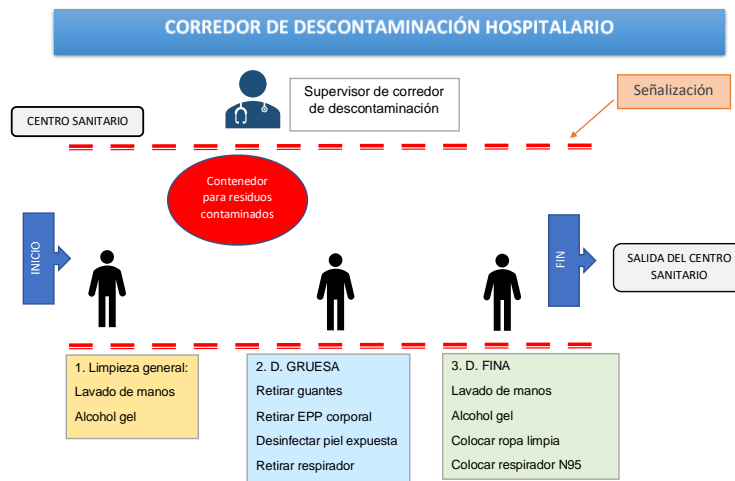 CORREDOR DE DESCONTAMINACIÓN HOSPITALARIO
Supervisor de corredor
de descontaminación
Señalización
CENTRO SANITARIO
Contenedor
para residuos
contaminados
INICIO
FIN
SALIDA DEL CENTRO
SANITARIO
1. Limpieza general:
Lavado de manos
Alcohol gel
2. D. GRUESA
Retirar guantes
Retirar EPP corporal
Desinfectar piel expuesta
Retirar respirador
3. D. FINA
Lavado de manos
Alcohol gel
Colocar ropa limpia
Colocar respirador N95